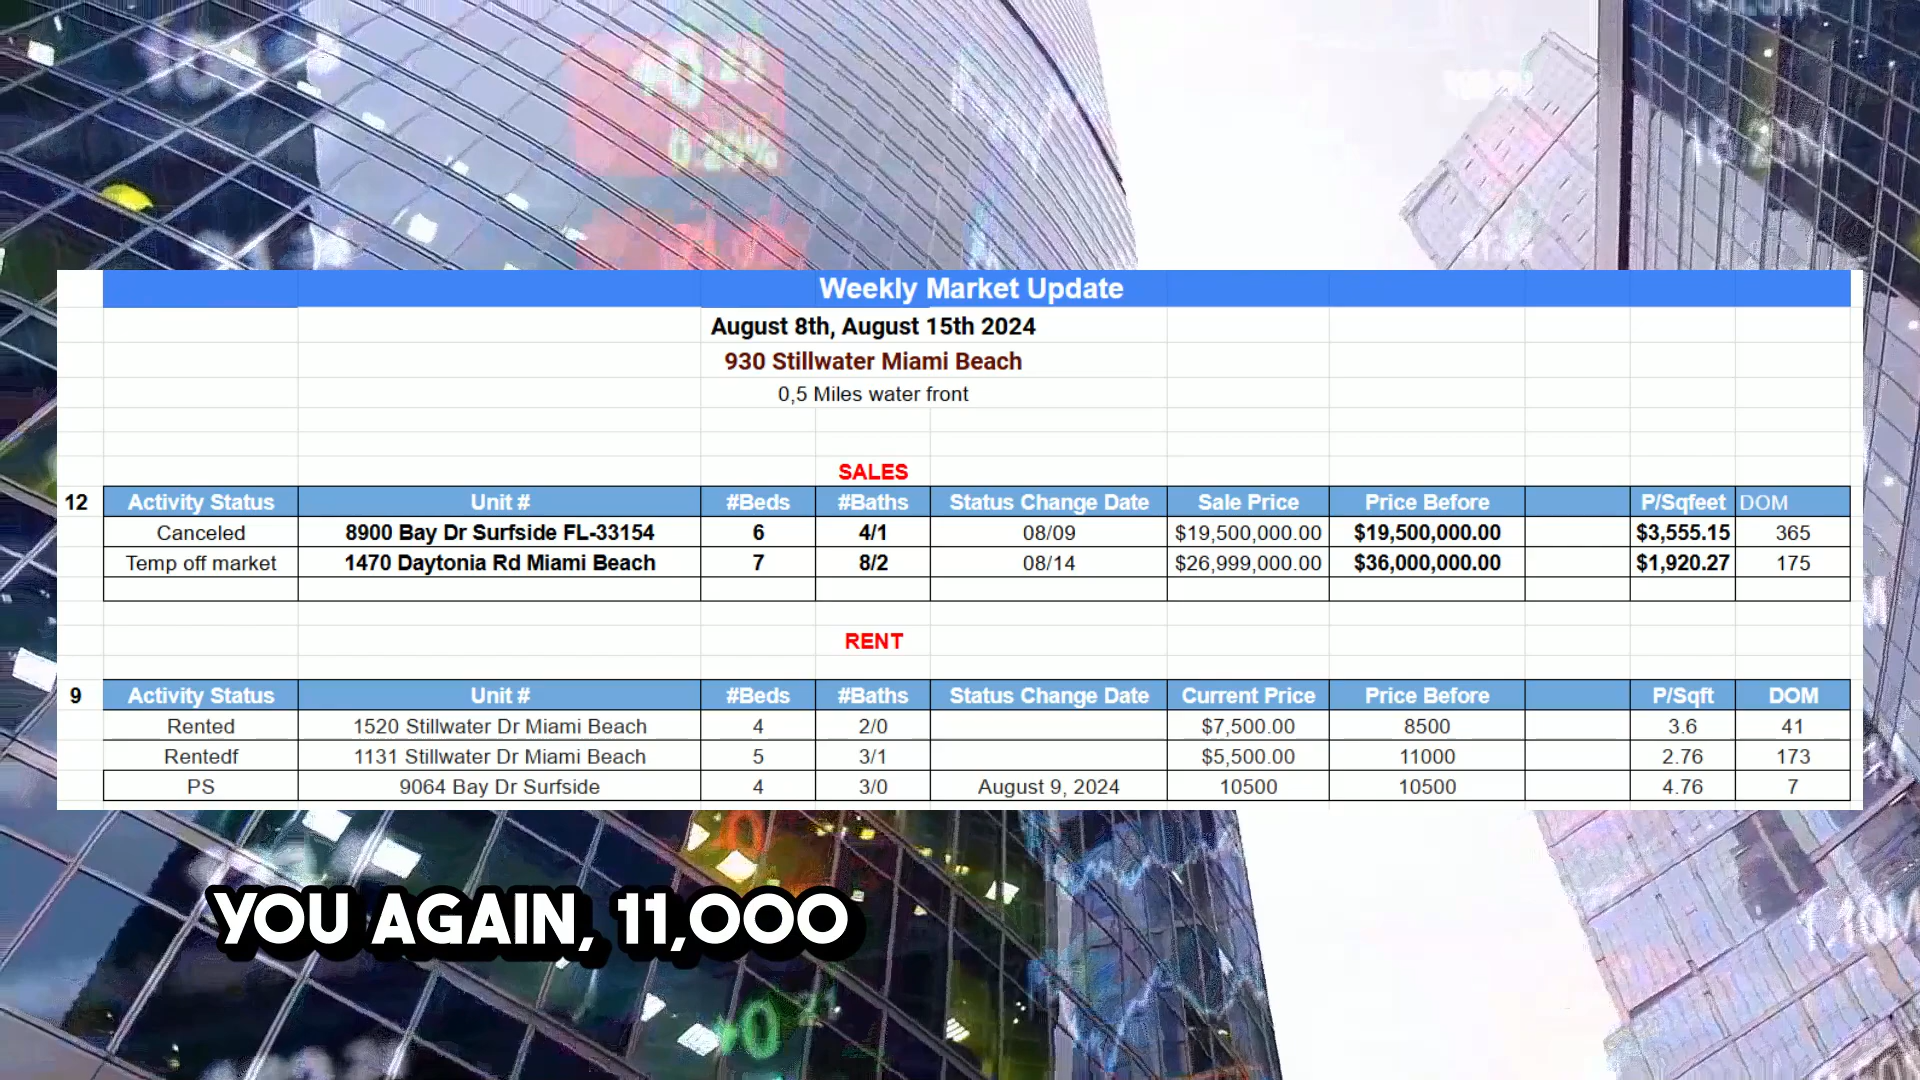 Weekly Market Update
August 8th, August 15th 2024
930 Stillwater Miami Beach
0,5 Miles water front
SALES
12 Activity Status Unit # #Beds #Baths Status Change Date Sale Price Price Before P/Sqfeet DOM
Canceled 8900 Bay Dr Surfside FL-33154 6 4/1 08/09 $19,500,000.00 $19,500,000.00 $3,555.15 365
Temp off market 1470 Daytonia Rd Miami Beach 7 8/2 08/14 $26,999,000.00 $36,000,000.00 $1,920.27 175
RENT
9 Activity Status Unit # #Beds #Baths Status Change Date Current Price Price Before P/Sqft DOM
Rented 1520 Stillwater Dr Miami Beach 4 2/0 $7,500.00 8500 3.6 41
Rentedf 1131 Stillwater Dr Miami Beach 5 3/1 $5,500.00 11000 2.76 173
PS 9064 Bay Dr Surfside 4 3/0 August 9, 2024 10500 10500 4.76 7
YOU AGAIN, 11,000